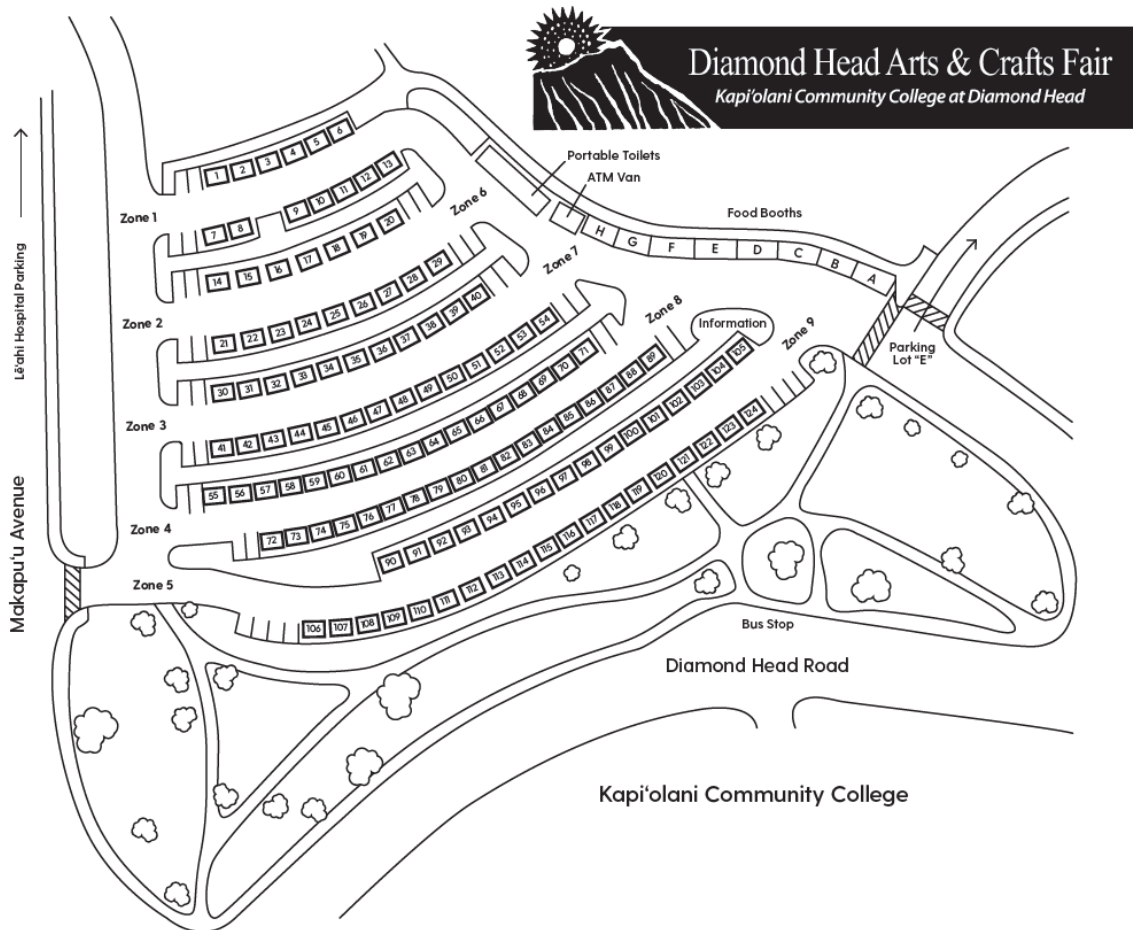 Diamond Head Arts & Crafts Fair
Kapi'olani Community College at Diamond Head
Portable Toilets
ATM Van
Food Booths
H G F E D C B A
Parking
Lot "E"
Information
Lē'ahi Hospital Parking
Makapu'u Avenue
Zone 1
Zone 2
Zone 3
Zone 4
Zone 5
Zone 6
Zone 7
Zone 8
Zone 9
1 2 3 4 5 6
7 8 9 10 11 12 13
14 15 16 17 18 19 20
21 22 23 24 25 26 27 28 29
30 31 32 33 34 35 36 37 38 39 40
41 42 43 44 45 46 47 48 49 50 51 52 53 54
55 56 57 58 59 60 61 62 63 64 65 66 67 68 69 70 71
72 73 74 75 76 77 78 79 80 81 82 83 84 85 86 87 88 89
90 91 92 93 94 95 96 97 98 99 100 101 102 103 104 105
106 107 108 109 110 111 112 113 114 115 116 117 118 119 120 121 122 123 124
Bus Stop
Diamond Head Road
Kapi‘olani Community College